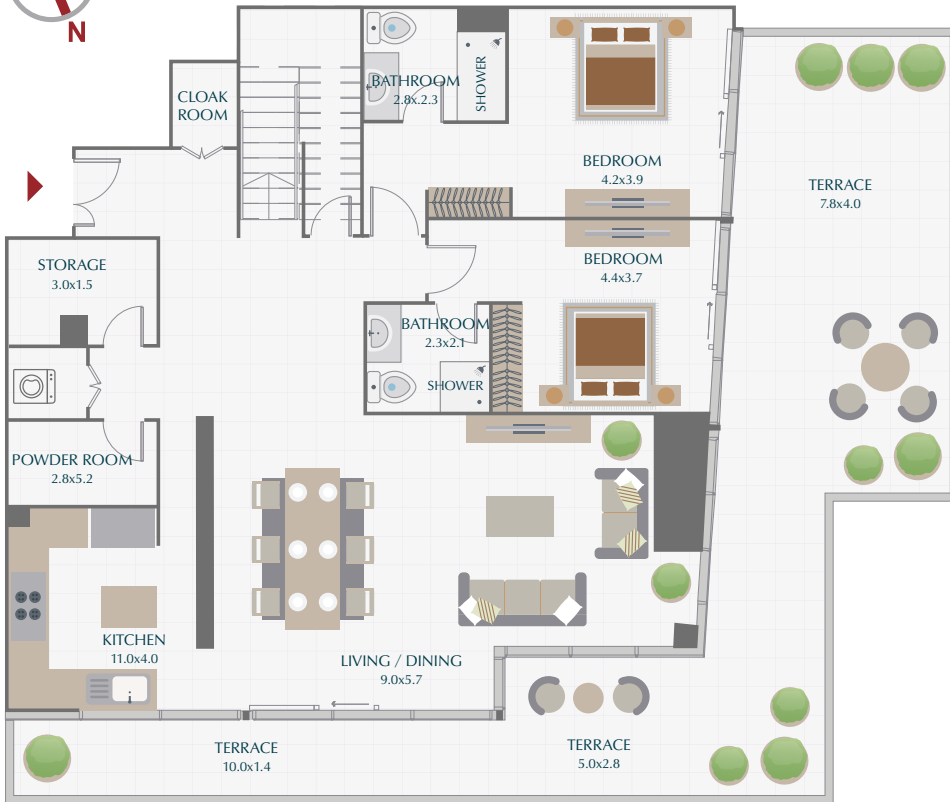 N
CLOAK
ROOM
BATHROOM
2.8x2.3
SHOWER
BEDROOM
4.2x3.9
TERRACE
7.8x4.0
STORAGE
3.0x1.5
BEDROOM
4.4x3.7
BATHROOM
2.3x2.1
SHOWER
POWDER ROOM
2.8x5.2
KITCHEN
11.0x4.0
LIVING / DINING
9.0x5.7
TERRACE
10.0x1.4
TERRACE
5.0x2.8